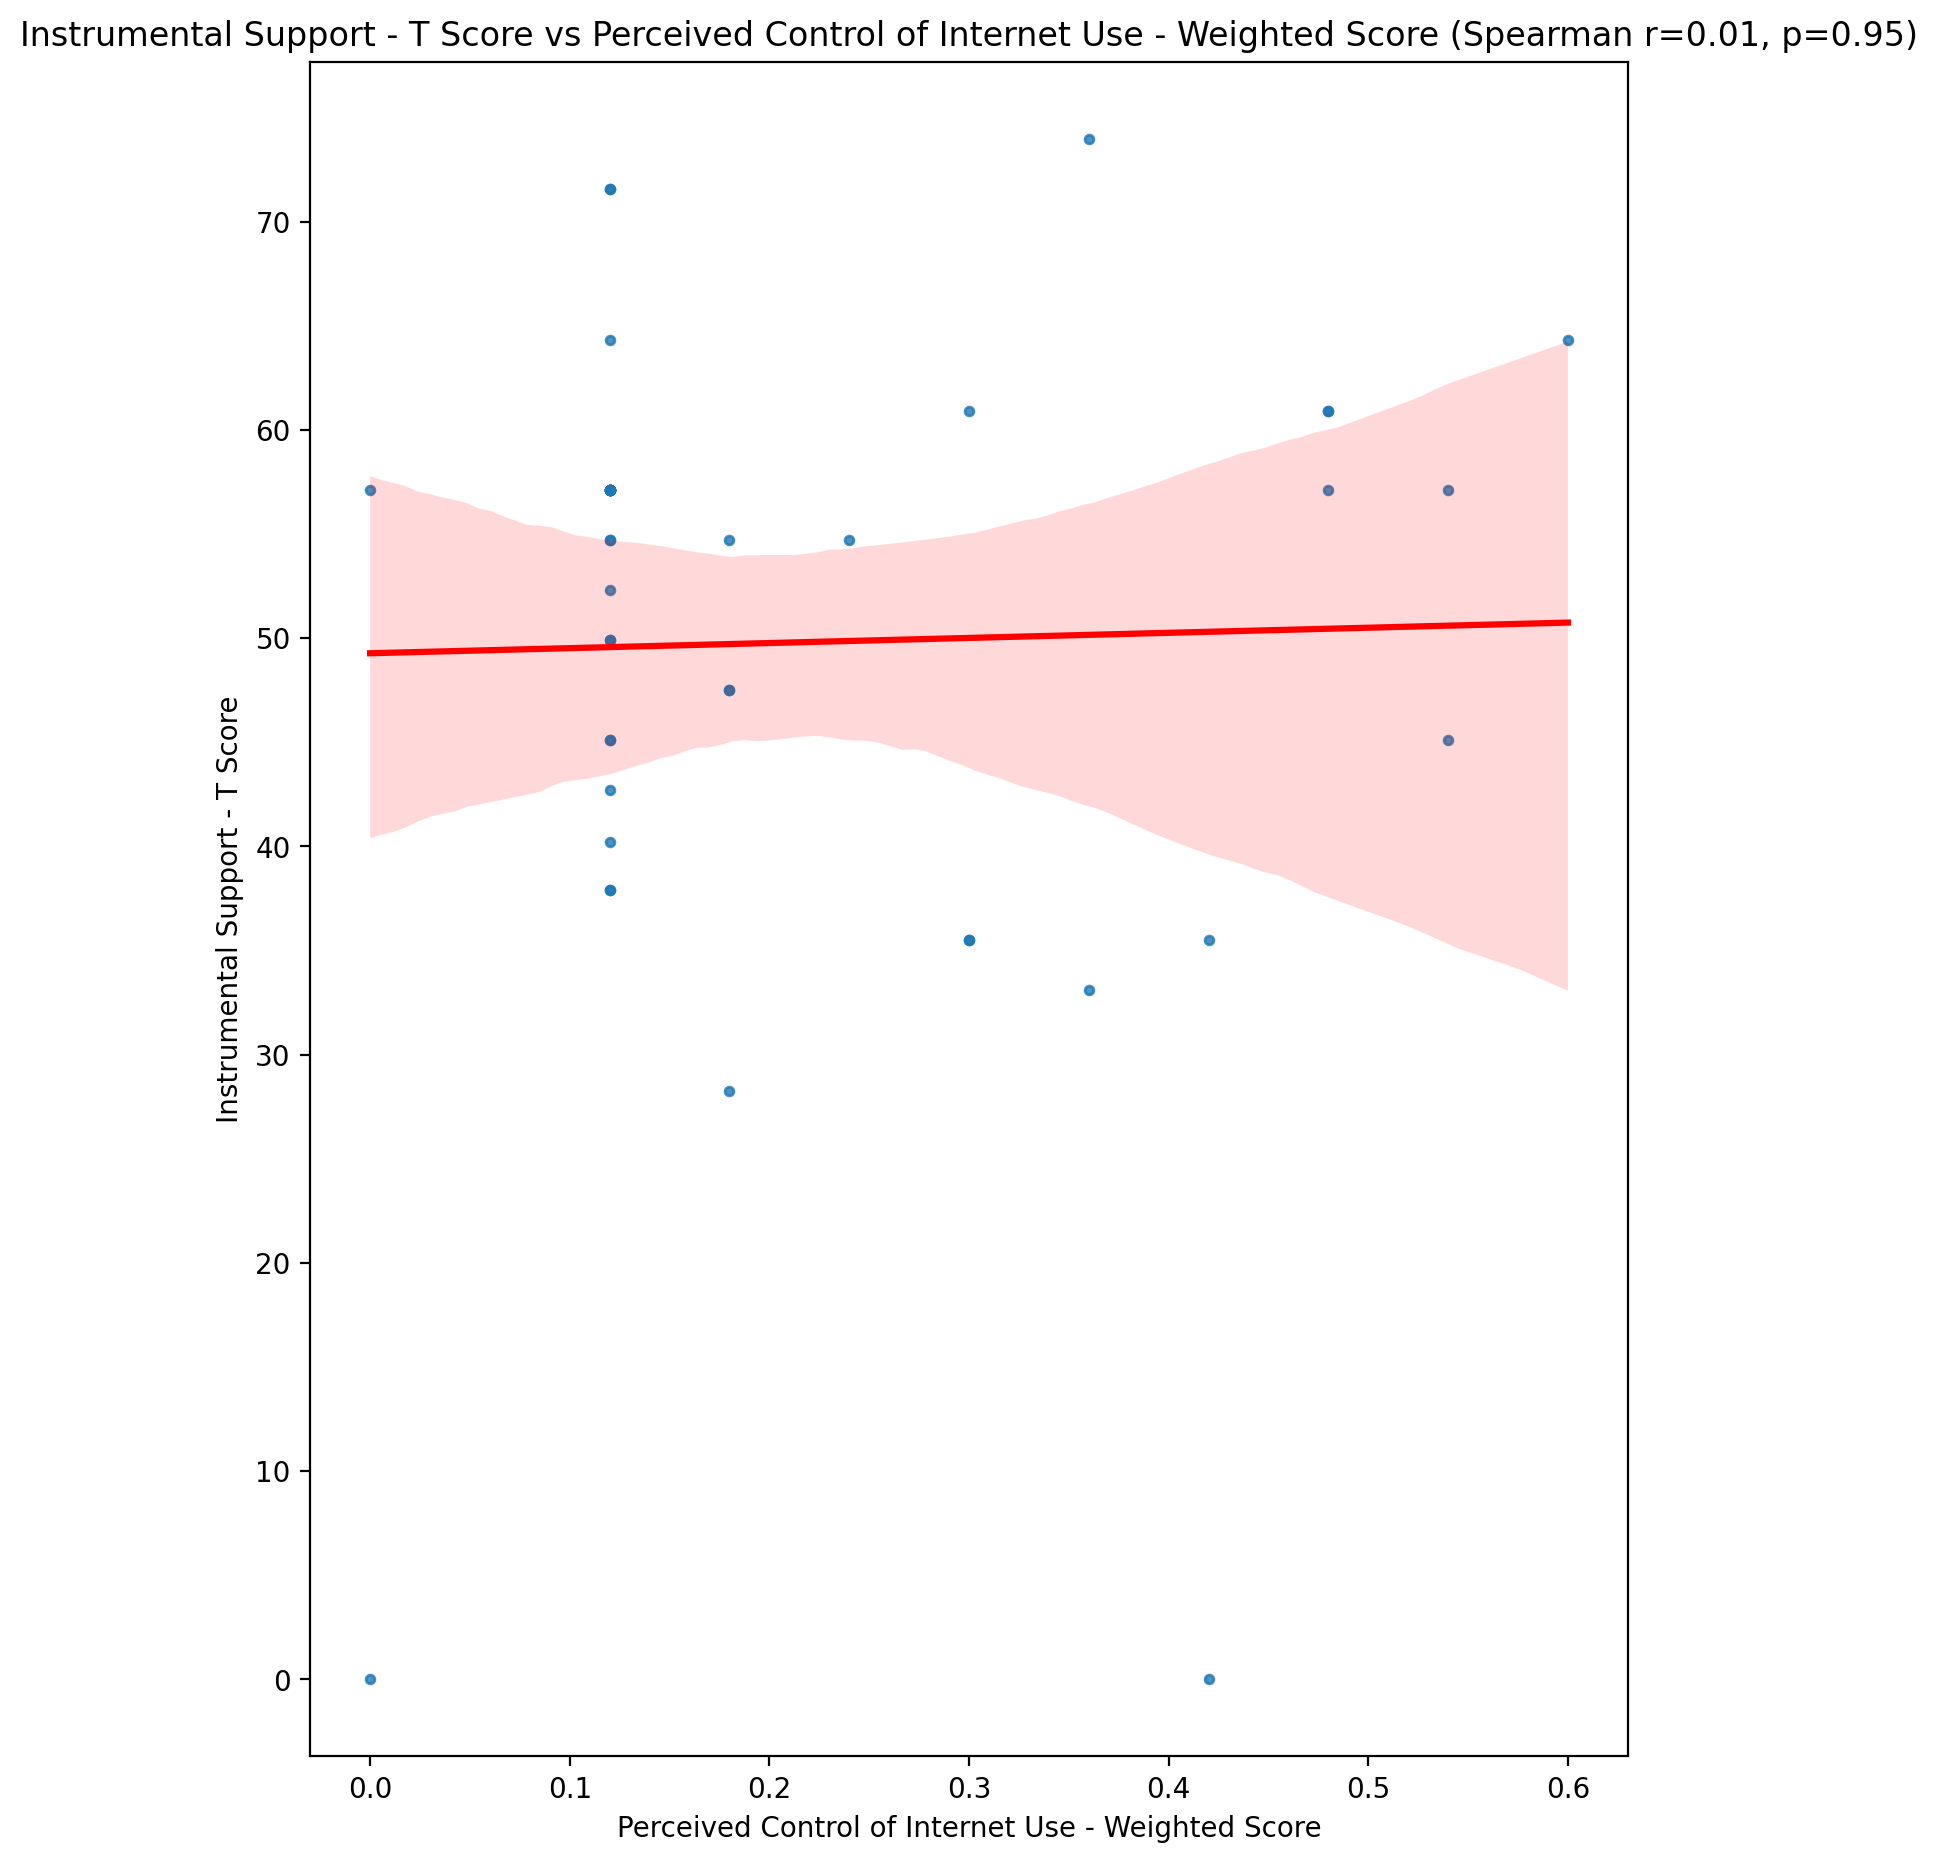 Instrumental Support - T Score vs Perceived Control of Internet Use - Weighted Score (Spearman r=0.01, p=0.95)
70
60
50
40
30
20
10
0
Instrumental Support - T Score
0.0 0.1 0.2 0.3 0.4 0.5 0.6
Perceived Control of Internet Use - Weighted Score